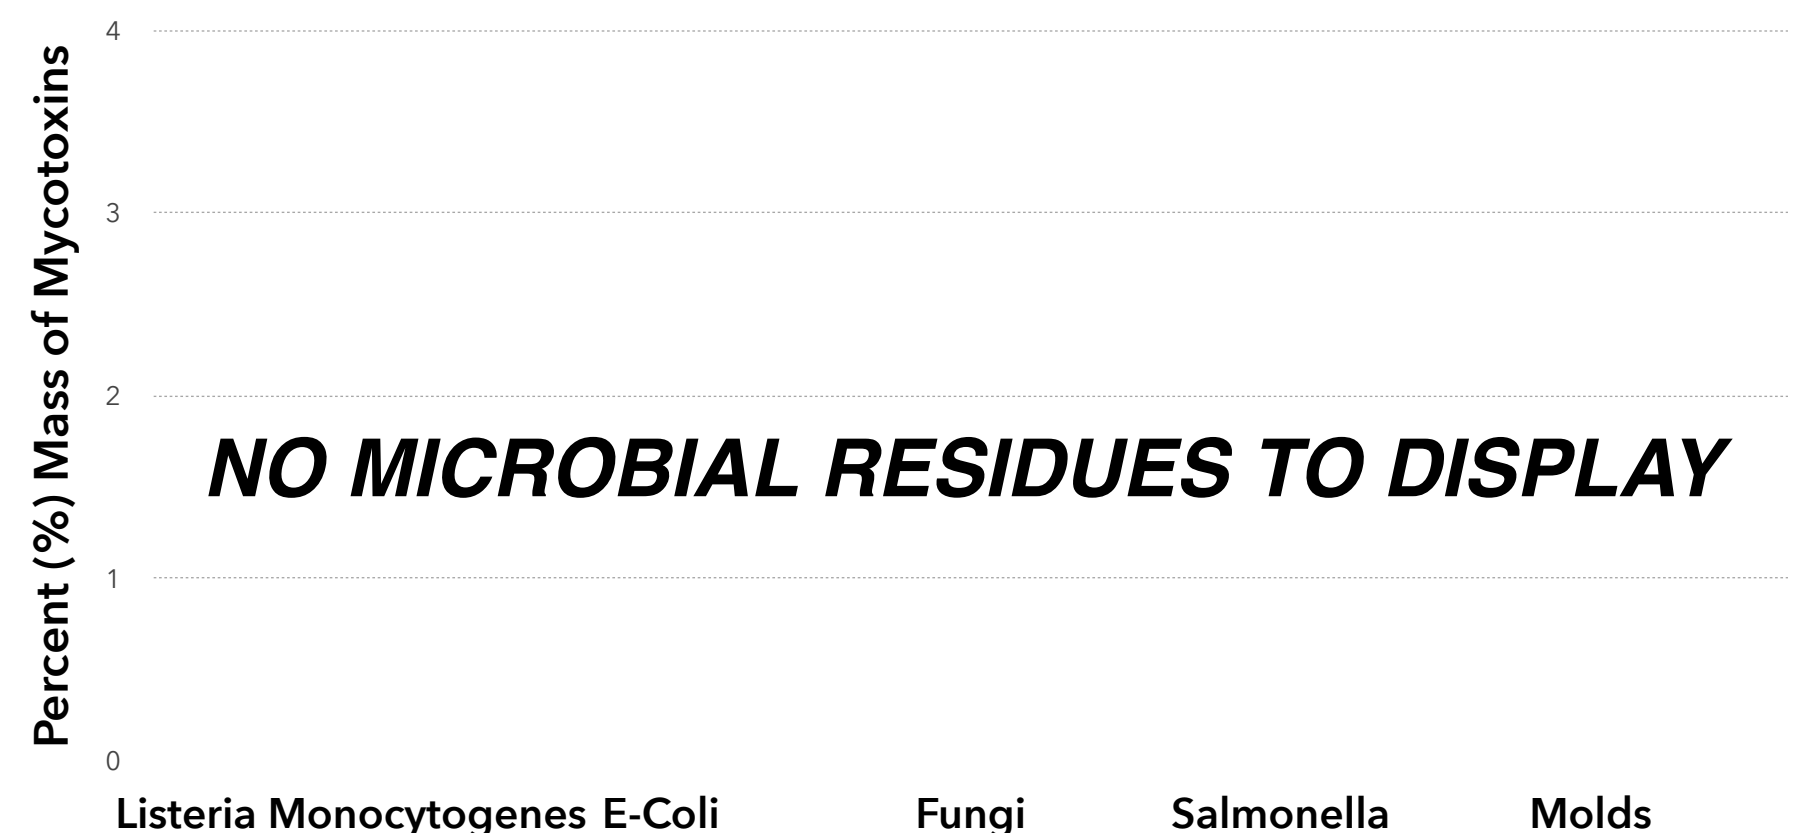 Percent (%) Mass of Mycotoxins
4
3
2
NO MICROBIAL RESIDUES TO DISPLAY
1
0
Listeria Monocytogenes E-Coli Fungi Salmonella Molds